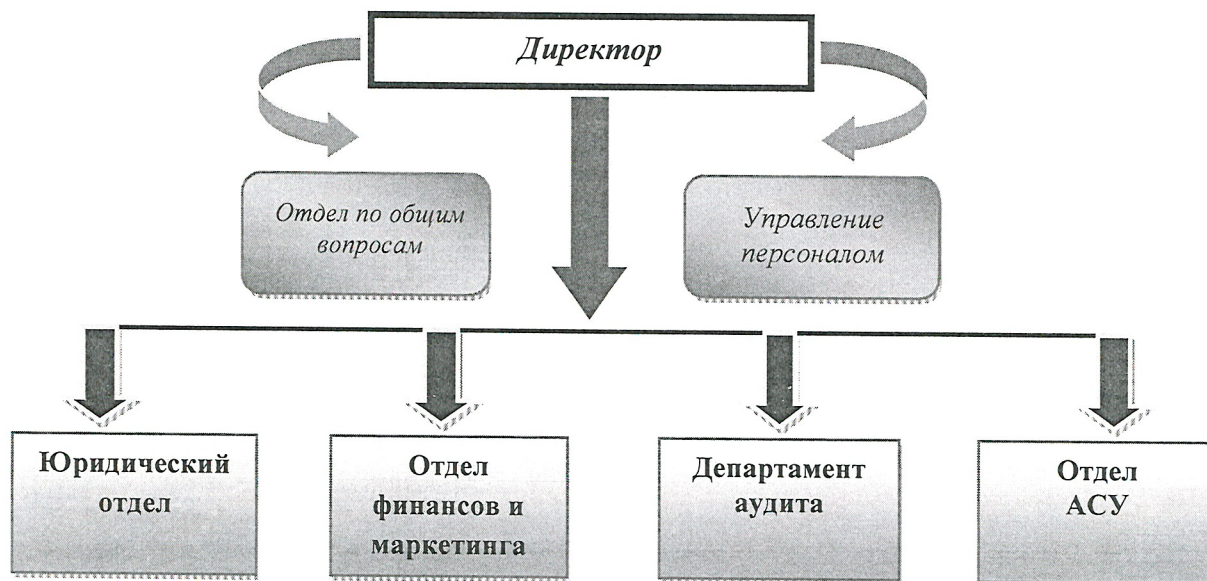 Директор
Отдел по общим
вопросам
Управление
персоналом
Юридический
отдел
Отдел
финансов и
маркетинга
Департамент
аудита
Отдел
АСУ